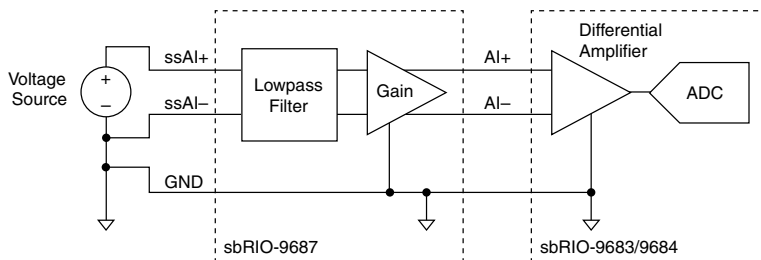 Differential
Amplifier
ssAI+
AI+
Voltage
Source
+
−
Lowpass
Filter
Gain
ADC
ssAI−
AI−
GND
sbRIO-9687
sbRIO-9683/9684